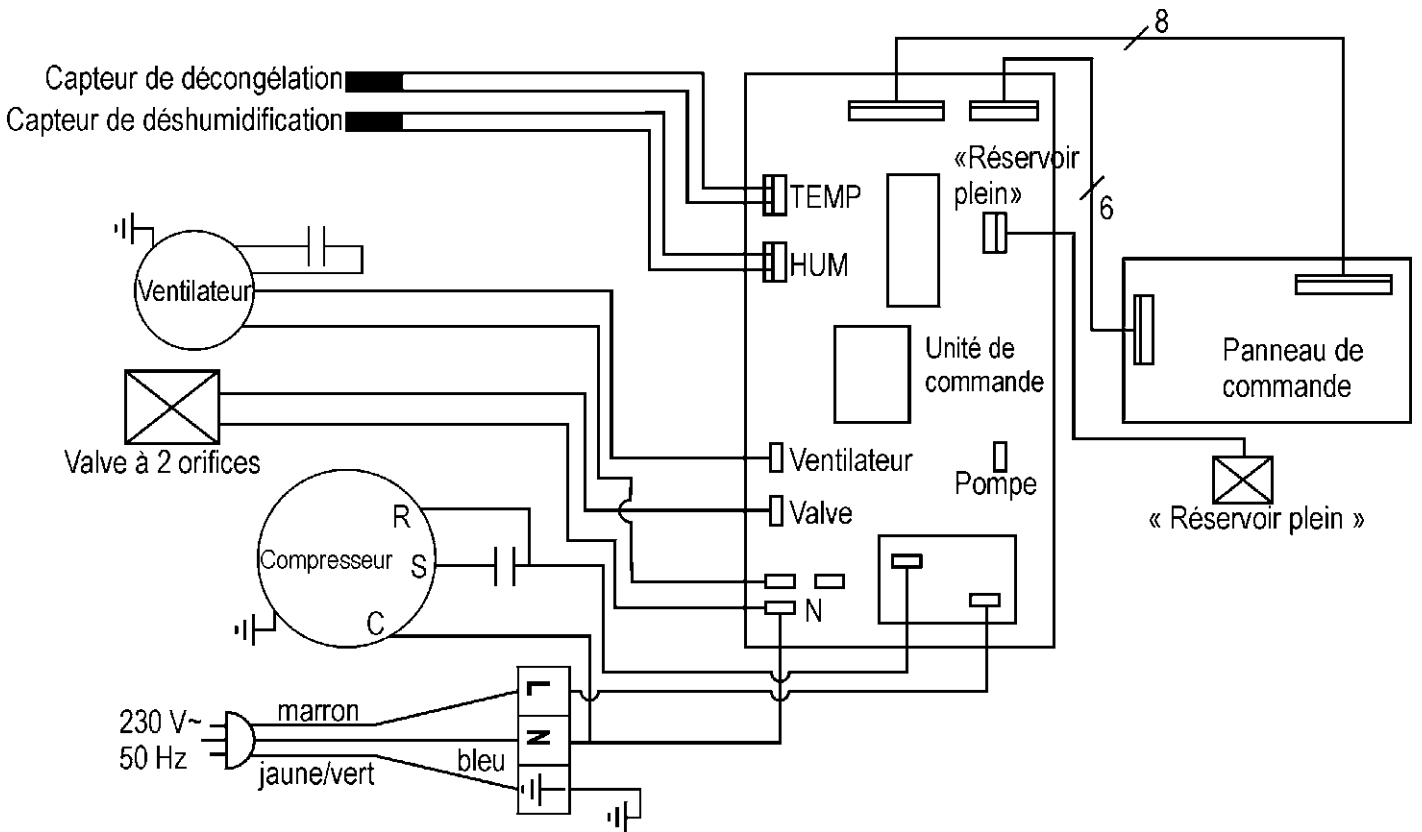 8
Capteur de décongélation
Capteur de déshumidification
«Réservoir
plein»
TEMP
6
HUM
Ventilateur
Unité de
commande
Panneau de
commande
Valve à 2 orifices
Ventilateur
Pompe
Valve
« Réservoir plein »
R
Compresseur
S
N
C
L
marron
230 V~
N
50 Hz
bleu
jaune/vert